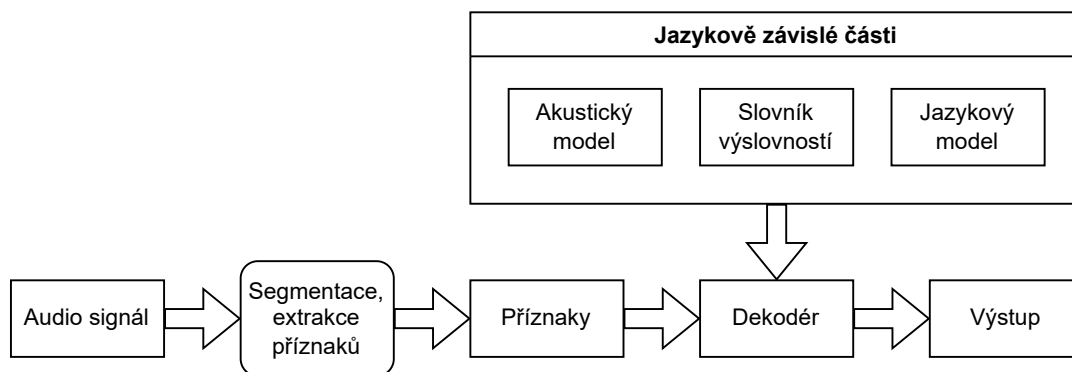 Jazykově závislé části
Akustický
model
Slovník
výslovností
Jazykový
model
Audio signál
Segmentace,
extrakce
příznaků
Příznaky
Dekodér
Výstup